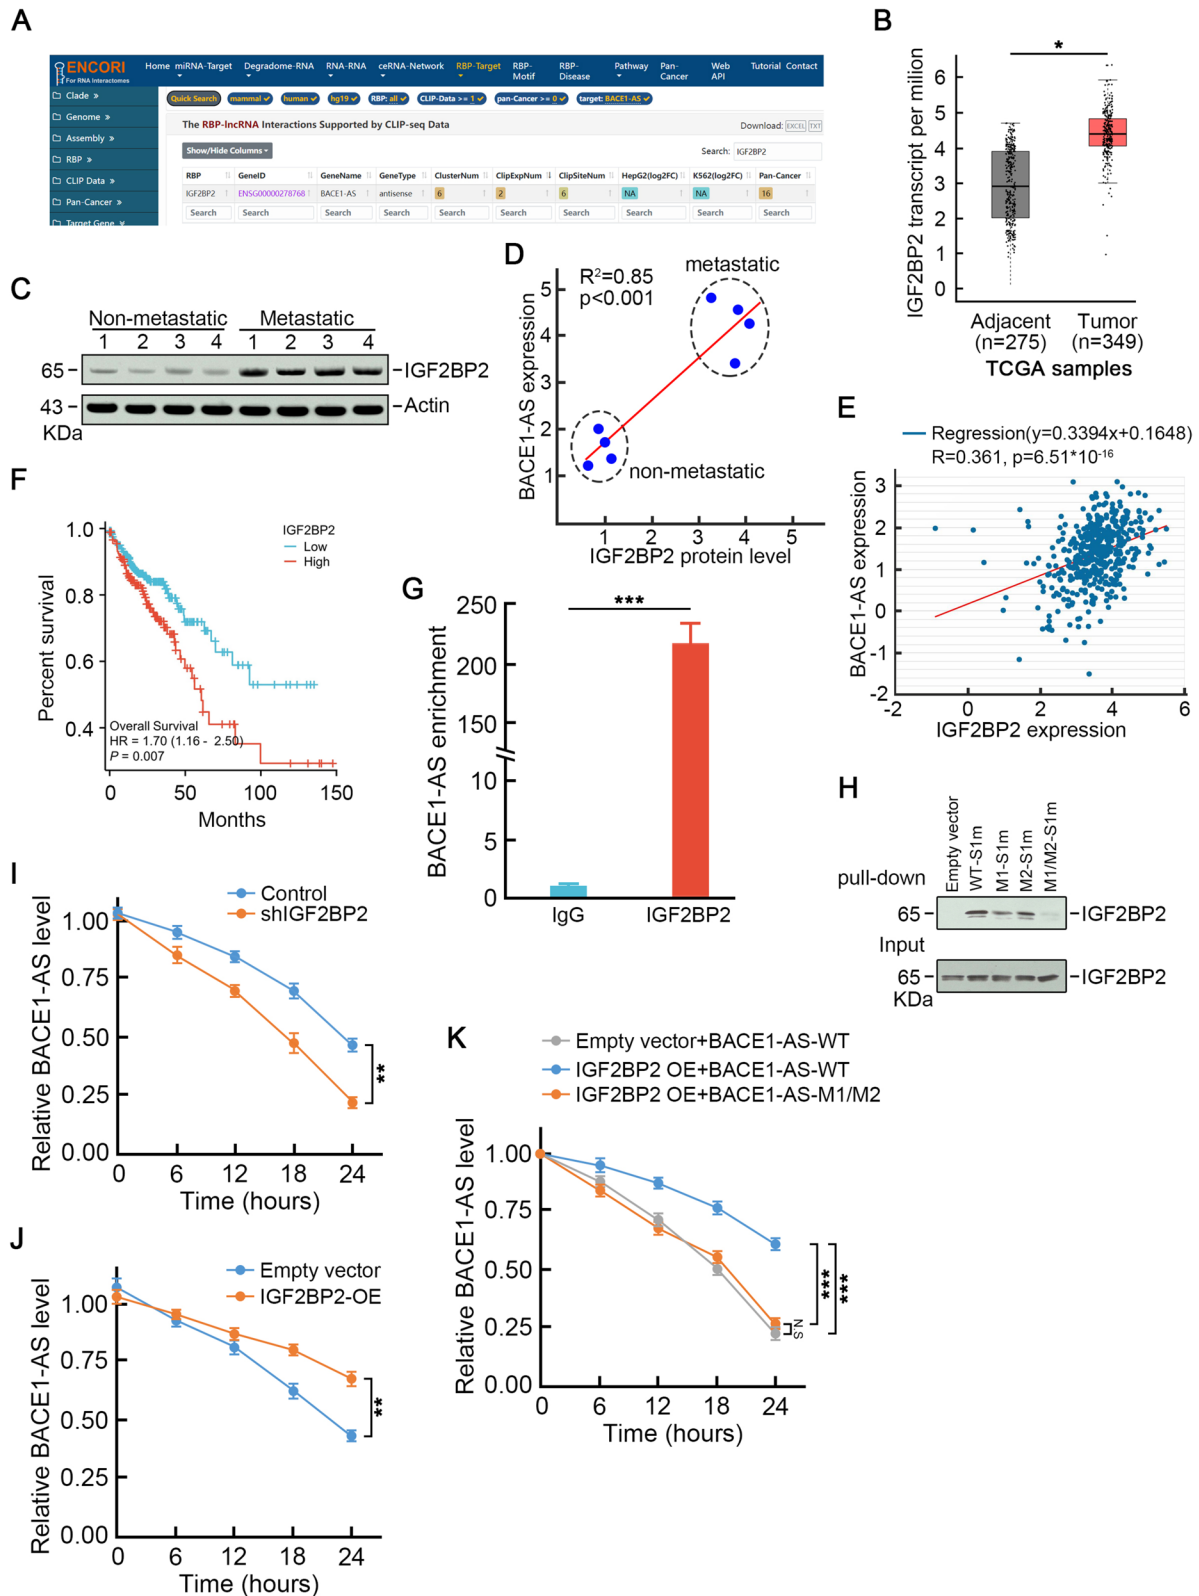 A
ENCORI
For RNA Interactomes
Home miRNA-Target Degradome-RNA RNA-RNA ceRNA-Network RBP-Target RBP-Motif RBP-Disease Pathway Pan-Cancer Web API Tutorial Contact
Clade »
Genome »
Assembly »
RBP »
CLIP Data »
Pan-Cancer »
Target Gene
Quick Search mammal human hg19 RBP: all CLIP-Data >= 1 pan-Cancer >= 0 target: BACE1-AS
The RBP-lncRNA Interactions Supported by CLIP-seq Data
Download: EXCEL TXT
Show/Hide Columns
Search: IGF2BP2
RBP GeneID GeneName GeneType ClusterNum ClipExpNum ClipSiteNum HepG2(log2FC) K562(log2FC) Pan-Cancer
IGF2BP2 ENSG00000278768 BACE1-AS antisense 6 2 6 NA NA 16
Search Search Search Search Search Search Search Search Search Search
B
IGF2BP2 transcript per milion
*
6
5
4
3
2
1
0
Adjacent Tumor
(n=275) (n=349)
TCGA samples
C
Non-metastatic Metastatic
1 2 3 4 1 2 3 4
65 IGF2BP2
43 Actin
KDa
D
BACE1-AS expression
R²=0.85
p<0.001
metastatic
non-metastatic
5
4
3
2
1
0 1 2 3 4 5
IGF2BP2 protein level
E
Regression(y=0.3394x+0.1648)
R=0.361, p=6.51*10⁻¹⁶
BACE1-AS expression
3
2
1
0
-1
-2
-2 0 2 4 6
IGF2BP2 expression
F
IGF2BP2
Low
High
Percent survival
1.0
0.8
0.6
0.4
Overall Survival
HR = 1.70 (1.16 - 2.50)
P = 0.007
0 50 100 150
Months
G
BACE1-AS enrichment
***
250
200
150
10
5
0
IgG IGF2BP2
H
Empty vector
WT-S1m
M1-S1m
M2-S1m
M1/M2-S1m
pull-down
65 IGF2BP2
Input
65 IGF2BP2
KDa
I
Control
shIGF2BP2
Relative BACE1-AS level
1.00
0.75
0.50
0.25
0.00
**
0 6 12 18 24
Time (hours)
J
Empty vector
IGF2BP2-OE
Relative BACE1-AS level
1.00
0.75
0.50
0.25
0.00
**
0 6 12 18 24
Time (hours)
K
Empty vector+BACE1-AS-WT
IGF2BP2 OE+BACE1-AS-WT
IGF2BP2 OE+BACE1-AS-M1/M2
Relative BACE1-AS level
1.00
0.75
0.50
0.25
0.00
N.S
***
***
0 6 12 18 24
Time (hours)